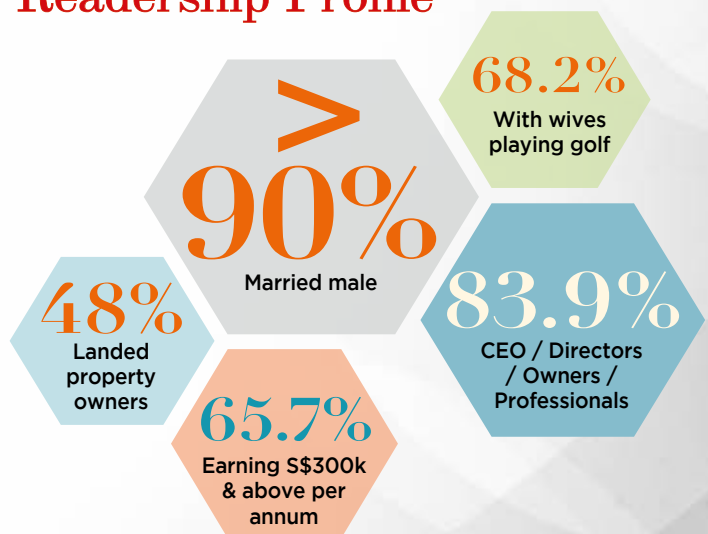 Readership Profile
>
90%
Married male
68.2%
With wives
playing golf
48%
Landed
property
owners
83.9%
CEO / Directors
/ Owners /
Professionals
65.7%
Earning S$300k
& above per
annum